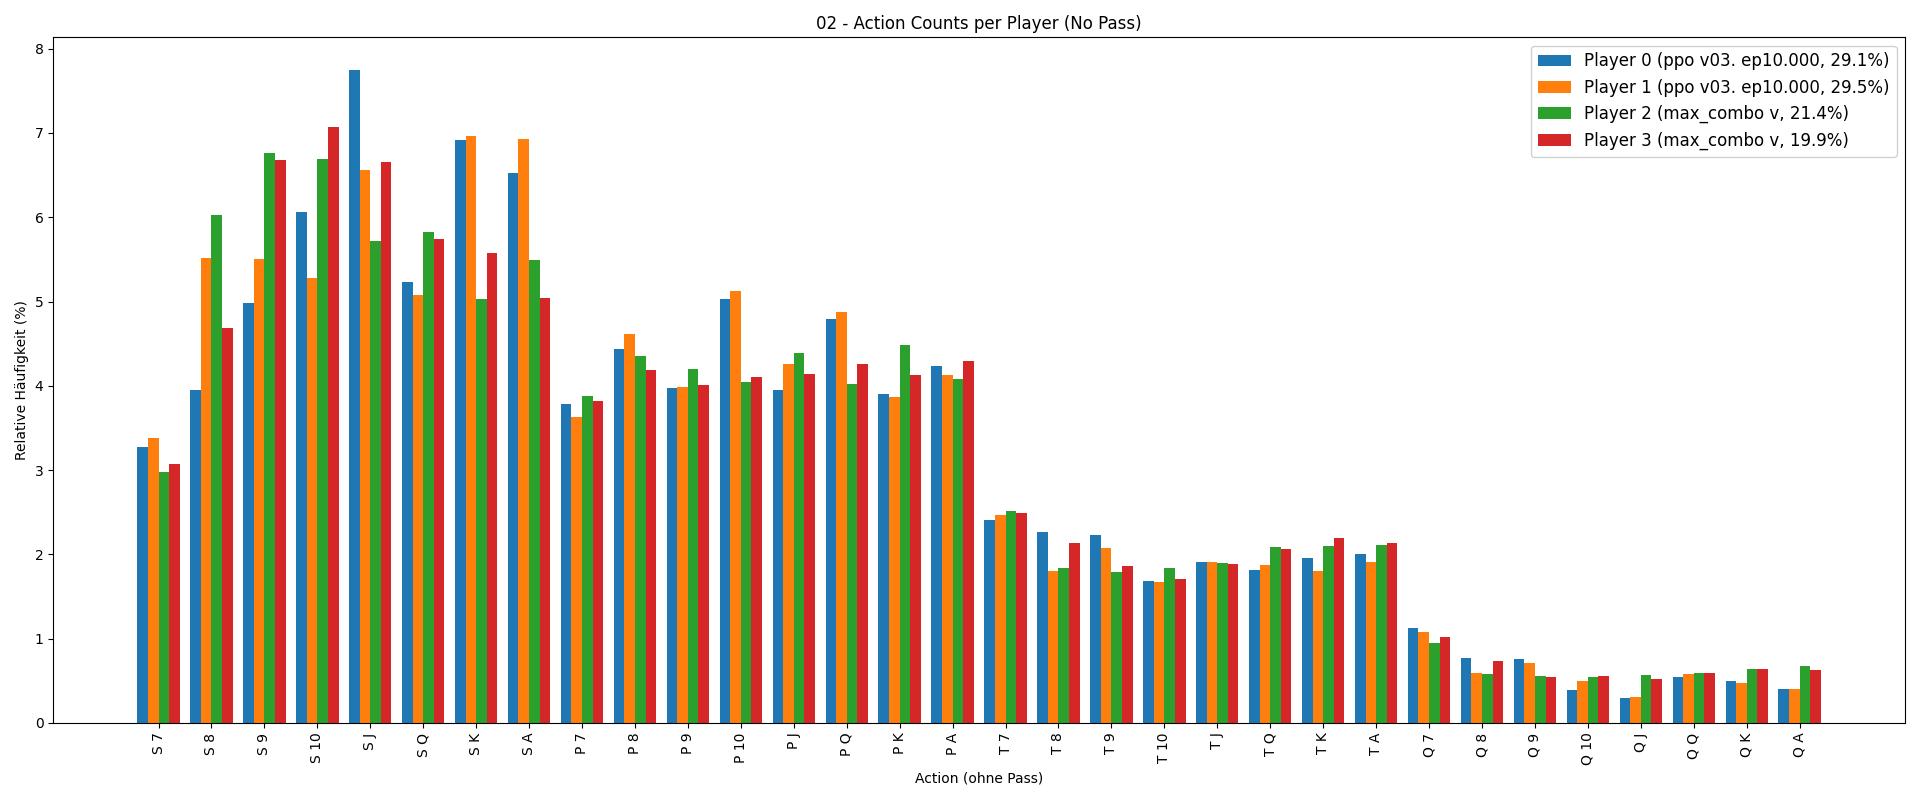 02 - Action Counts per Player (No Pass)
Player 0 (ppo v03. ep10.000, 29.1%)
Player 1 (ppo v03. ep10.000, 29.5%)
Player 2 (max_combo v, 21.4%)
Player 3 (max_combo v, 19.9%)
Relative Häufigkeit (%)
8
7
6
5
4
3
2
1
0
S 7
S 8
S 9
S 10
S J
S Q
S K
S A
P 7
P 8
P 9
P 10
P J
P Q
P K
P A
T 7
T 8
T 9
T 10
T J
T Q
T K
T A
Q 7
Q 8
Q 9
Q 10
Q J
Q Q
Q K
Q A
Action (ohne Pass)